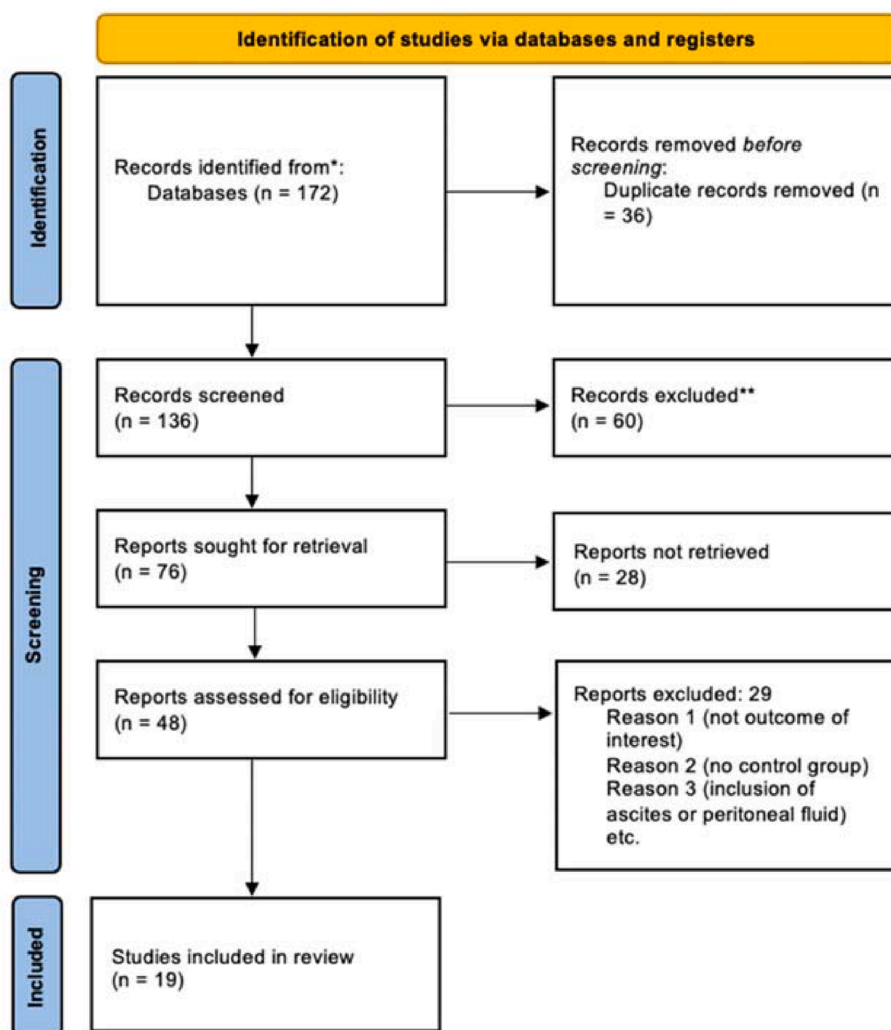 Identification of studies via databases and registers
Identification
Records identified from*:
Databases (n = 172)
Records removed before
screening:
Duplicate records removed (n
= 36)
Screening
Records screened
(n = 136)
Records excluded**
(n = 60)
Reports sought for retrieval
(n = 76)
Reports not retrieved
(n = 28)
Reports assessed for eligibility
(n = 48)
Reports excluded: 29
Reason 1 (not outcome of
interest)
Reason 2 (no control group)
Reason 3 (inclusion of
ascites or peritoneal fluid)
etc.
Included
Studies included in review
(n = 19)